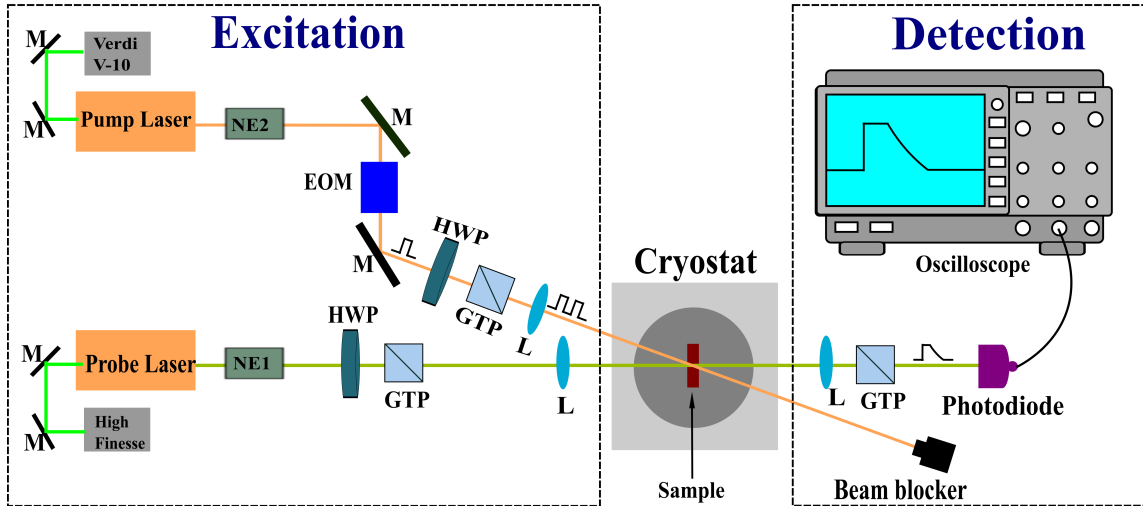 Excitation
Detection
M
Verdi
V-10
M
Pump Laser
NE2
M
EOM
M
HWP
GTP
L
Cryostat
Oscilloscope
HWP
M
Probe Laser
NE1
GTP
L
L
GTP
Photodiode
M
High
Finesse
Sample
Beam blocker